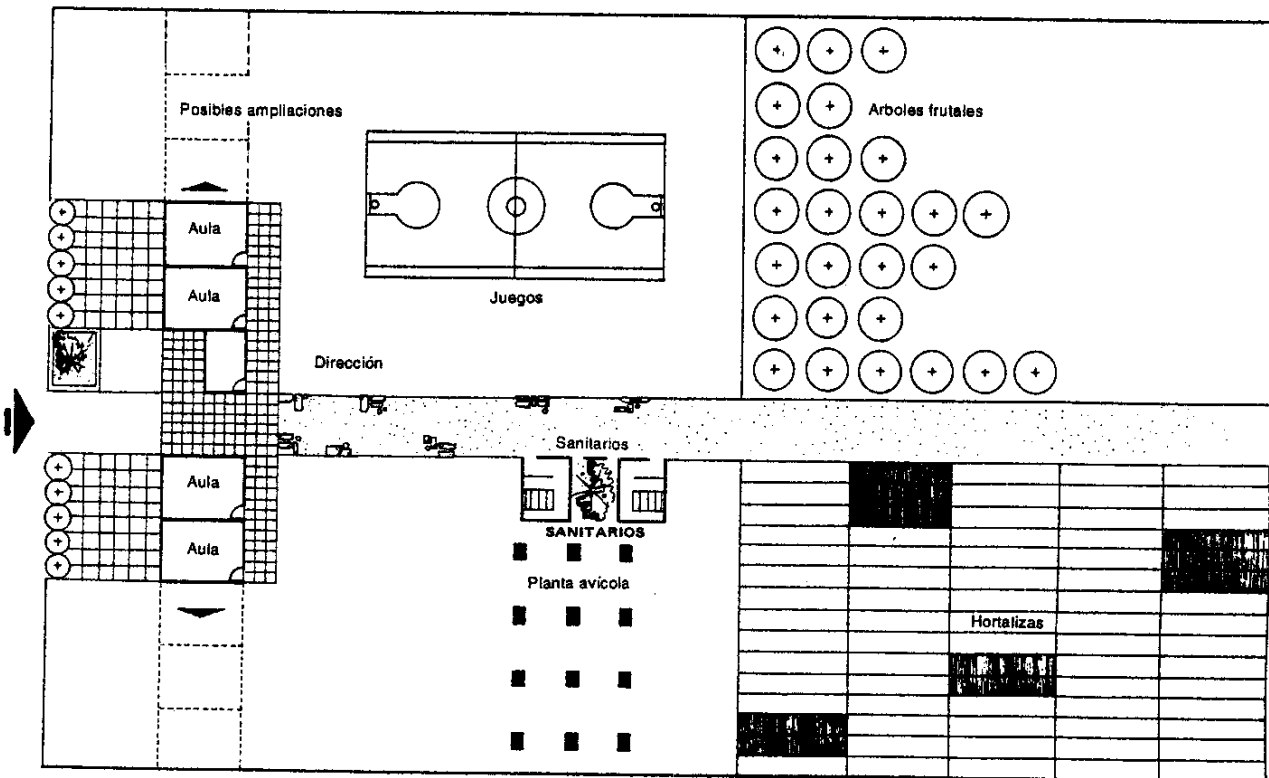 Posibles ampliaciones
Arboles frutales
Aula
Aula
Juegos
Dirección
Sanitarios
Aula
SANITARIOS
Aula
Planta avícola
Hortalizas